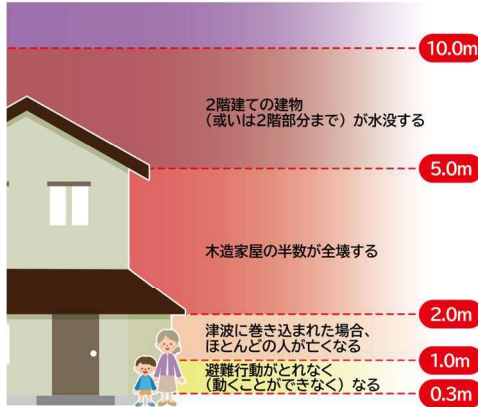 10.0m
2階建ての建物
(或いは2階部分まで) が水没する
5.0m
木造家屋の半数が全壊する
2.0m
津波に巻き込まれた場合、
ほとんどの人が亡くなる
1.0m
避難行動がとれなく
(動くことができなく) なる
0.3m